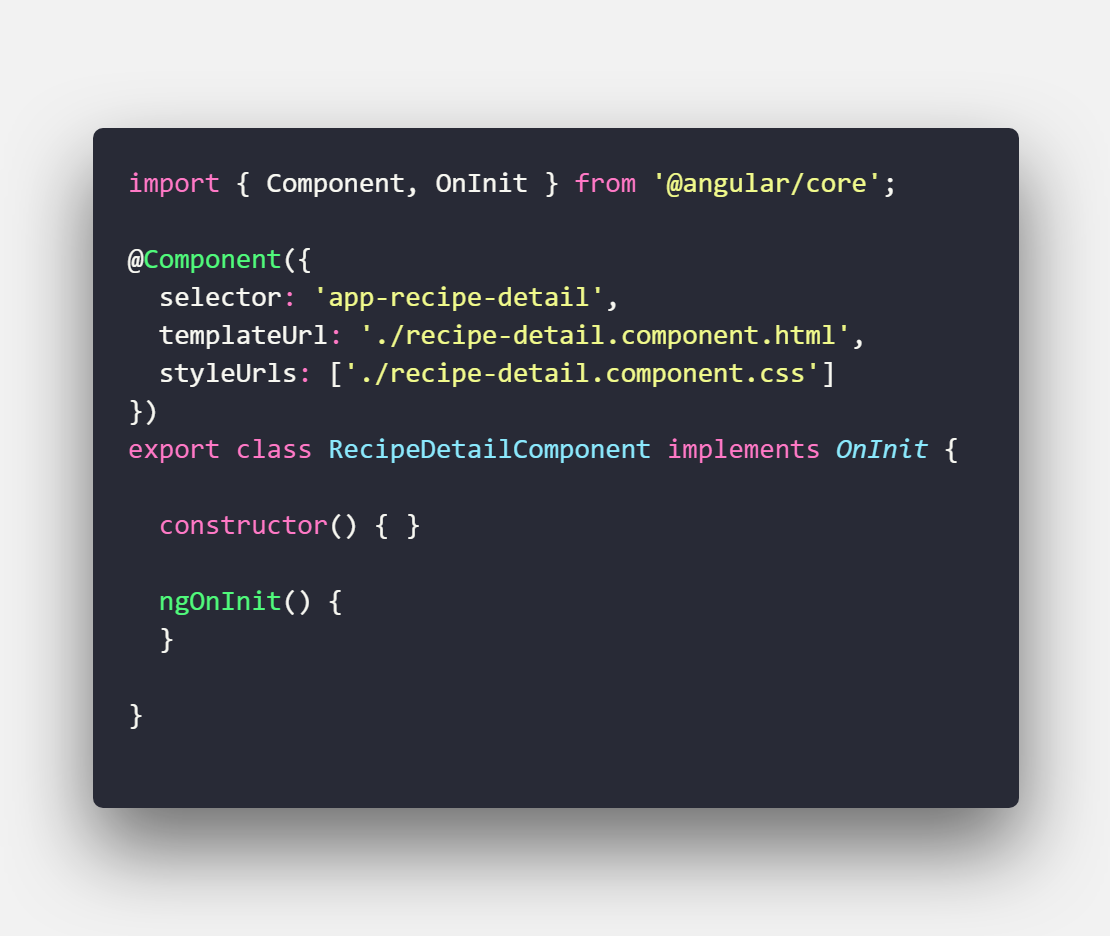 import { Component, OnInit } from '@angular/core';

@Component({
  selector: 'app-recipe-detail',
  templateUrl: './recipe-detail.component.html',
  styleUrls: ['./recipe-detail.component.css']
})
export class RecipeDetailComponent implements OnInit {

  constructor() { }

  ngOnInit() {
  }

}